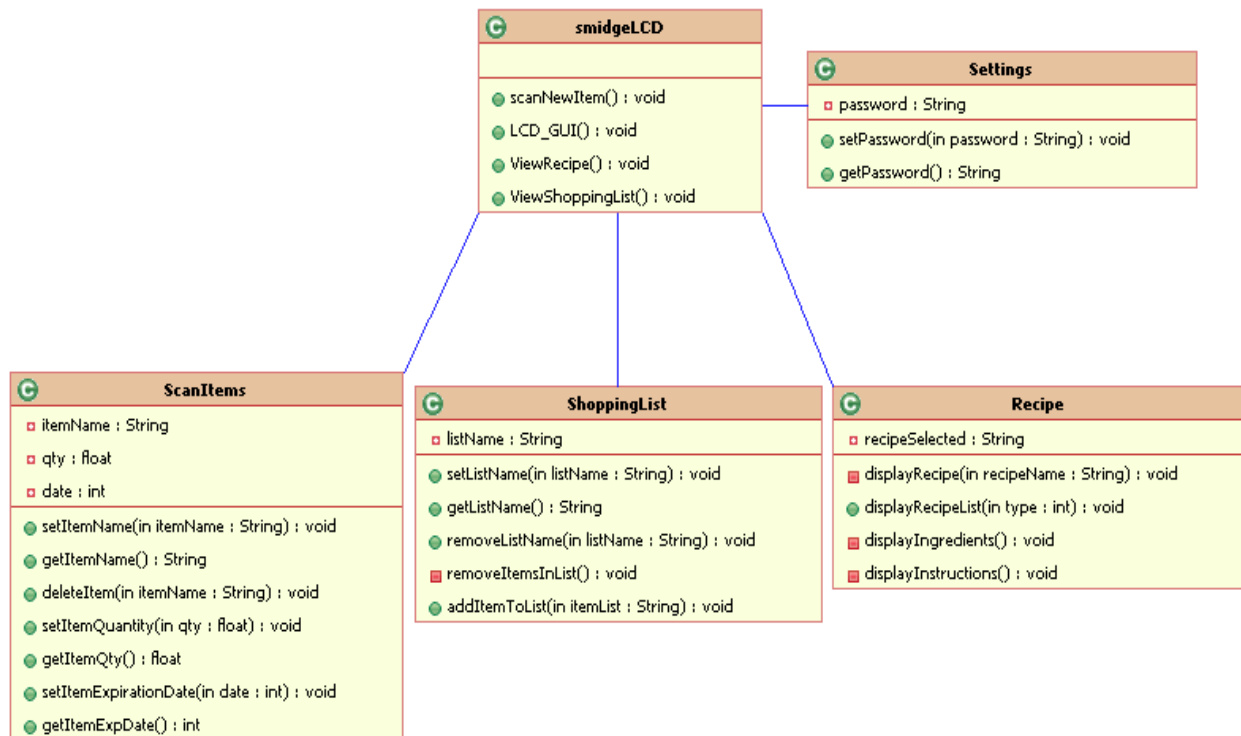 C smidgeLCD
scanNewItem() : void
LCD_GUI() : void
ViewRecipe() : void
ViewShoppingList() : void
C Settings
password : String
setPassword(in password : String) : void
getPassword() : String
C ScanItems
itemName : String
qty : float
date : int
setItemName(in itemName : String) : void
getItemName() : String
deleteItem(in itemName : String) : void
setItemQuantity(in qty : float) : void
getItemQty() : float
setItemExpirationDate(in date : int) : void
getItemExpDate() : int
C ShoppingList
listName : String
setListName(in listName : String) : void
getListName() : String
removeListName(in listName : String) : void
removeItemsInList() : void
addItemToList(in itemList : String) : void
C Recipe
recipeSelected : String
displayRecipe(in recipeName : String) : void
displayRecipeList(in type : int) : void
displayIngredients() : void
displayInstructions() : void